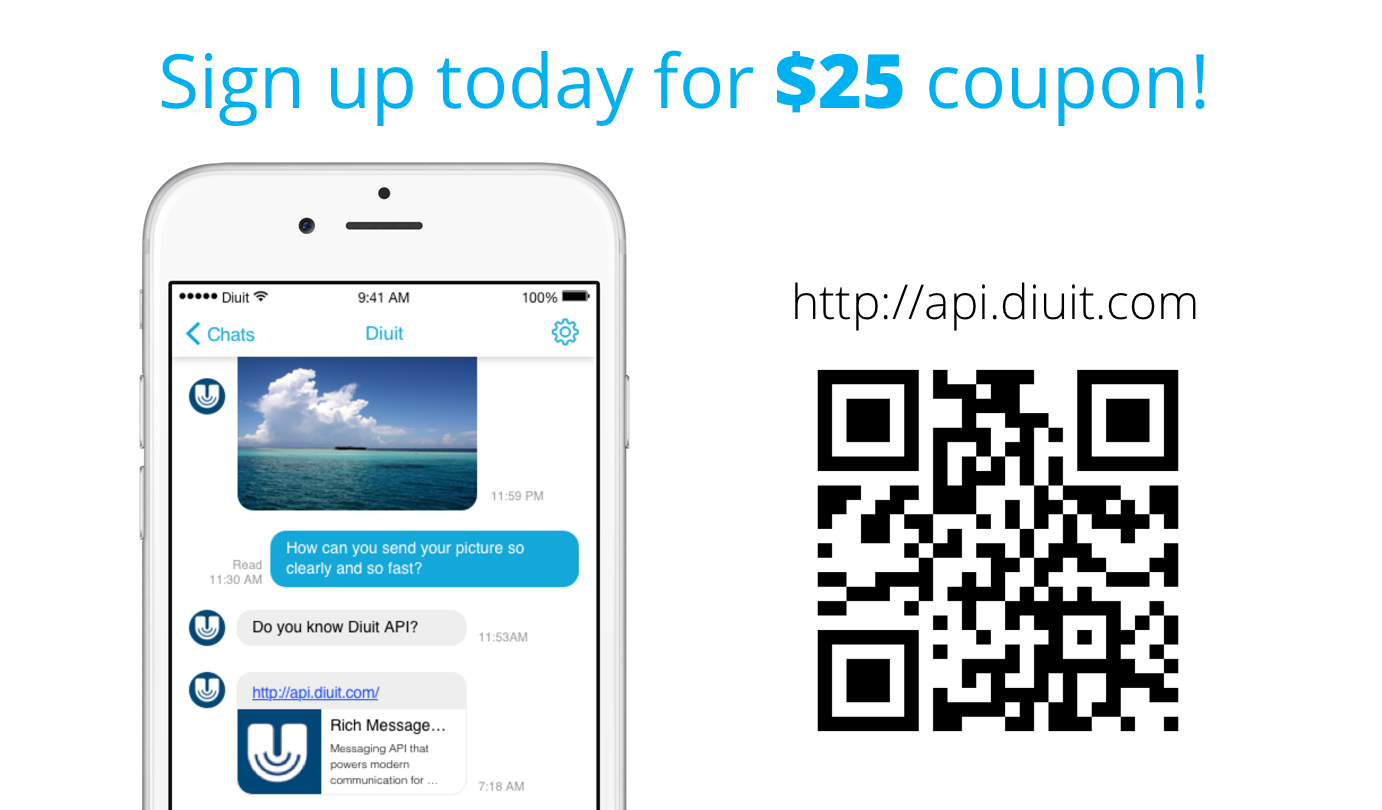 Sign up today for $25 coupon!
●●●●● Diuit 9:41 AM 100%
Chats Diuit
11:59 PM
How can you send your picture so
clearly and so fast?
Read
11:30 AM
Do you know Diuit API?
11:53AM
http://api.diuit.com/
Rich Message...
Messaging API that
powers modern
communication for ...
7:18 AM
http://api.diuit.com